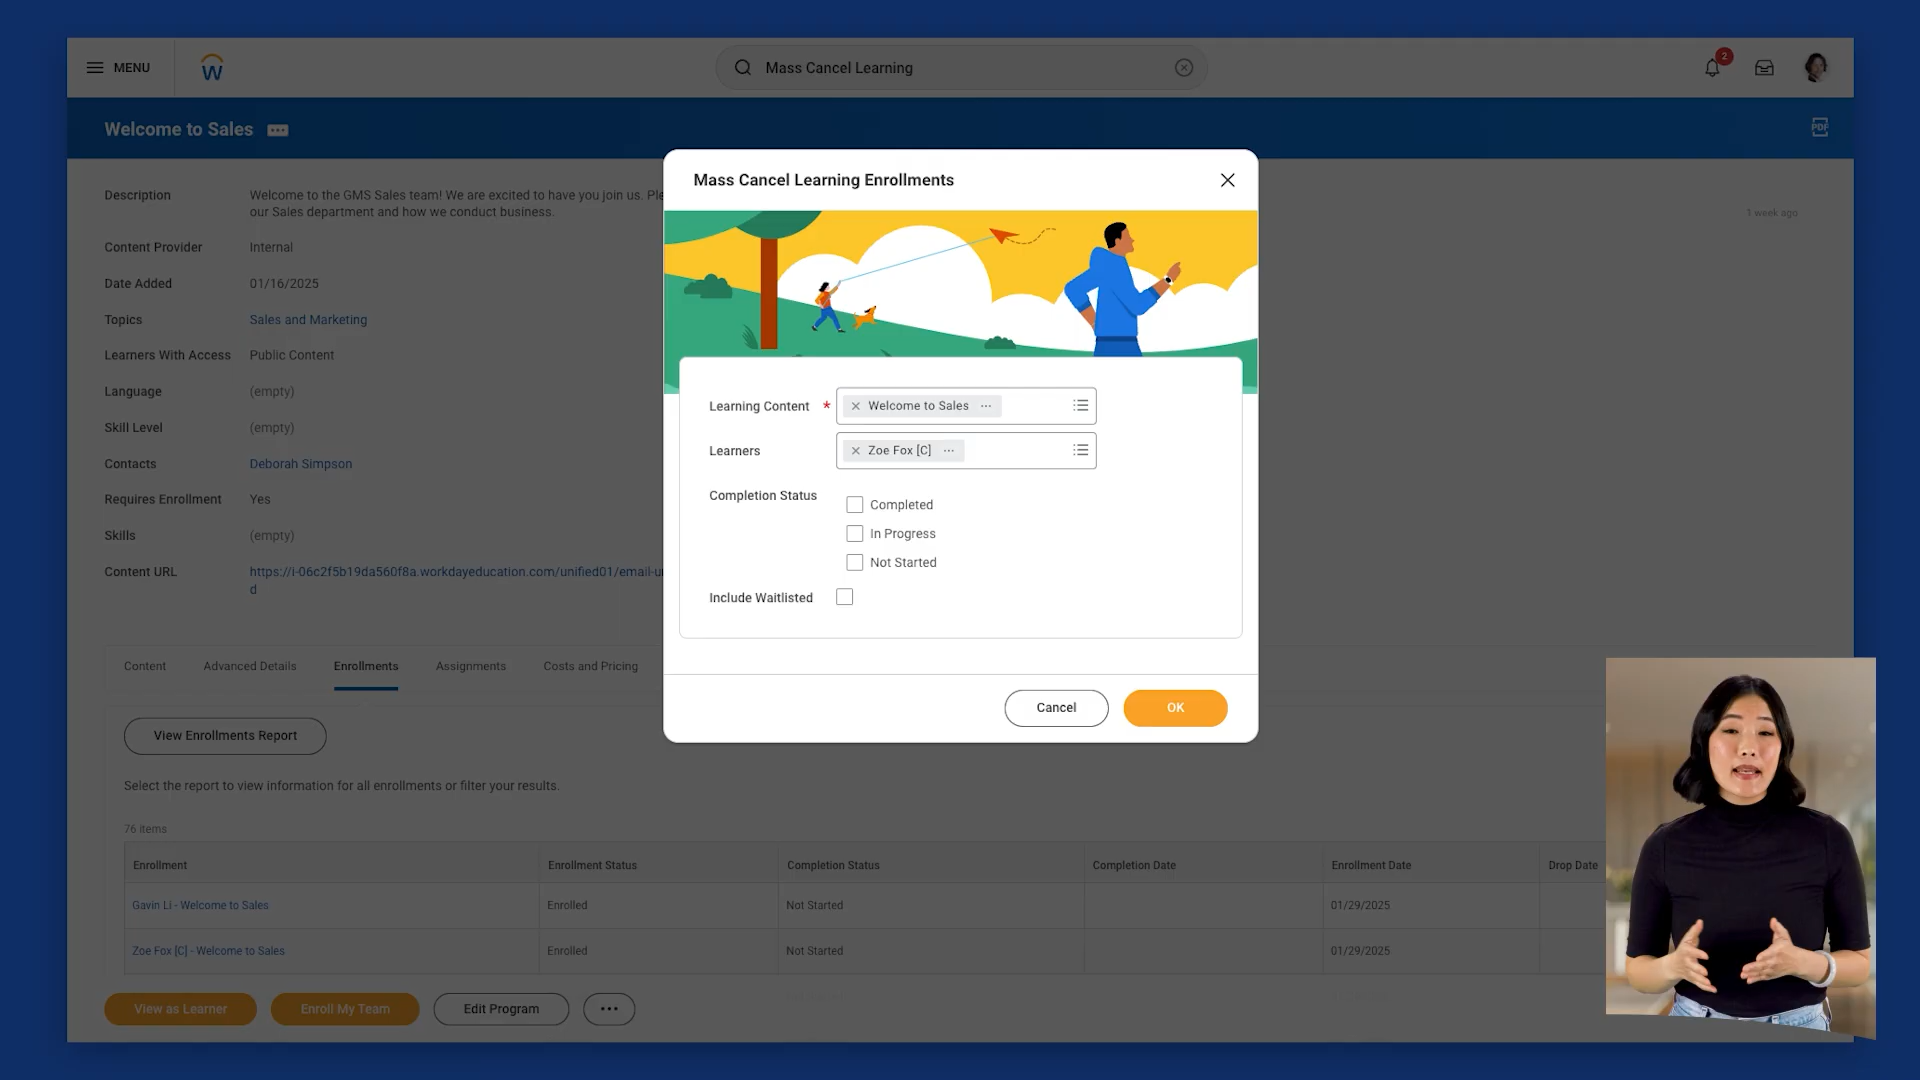 MENU
Mass Cancel Learning
2
Welcome to Sales
PDF
Description
Welcome to the GMS Sales team! We are excited to have you join us. Ple
our Sales department and how we conduct business.
1 week ago
Content Provider
Internal
Date Added
01/16/2025
Topics
Sales and Marketing
Learners With Access
Public Content
Language
(empty)
Skill Level
(empty)
Contacts
Deborah Simpson
Requires Enrollment
Yes
Skills
(empty)
Content URL
https://i-06c2f5b19da560f8a.workdayeducation.com/unified01/email-u
d
Mass Cancel Learning Enrollments
Learning Content *
Welcome to Sales
Learners
Zoe Fox [C]
Completion Status
Completed
In Progress
Not Started
Include Waitlisted
Cancel
OK
Content
Advanced Details
Enrollments
Assignments
Costs and Pricing
View Enrollments Report
Select the report to view information for all enrollments or filter your results.
76 items
Enrollment
Enrollment Status
Completion Status
Completion Date
Enrollment Date
Drop Date
Gavin Li - Welcome to Sales
Enrolled
Not Started
01/29/2025
Zoe Fox [C] - Welcome to Sales
Enrolled
Not Started
01/29/2025
View as Learner
Enroll My Team
Edit Program